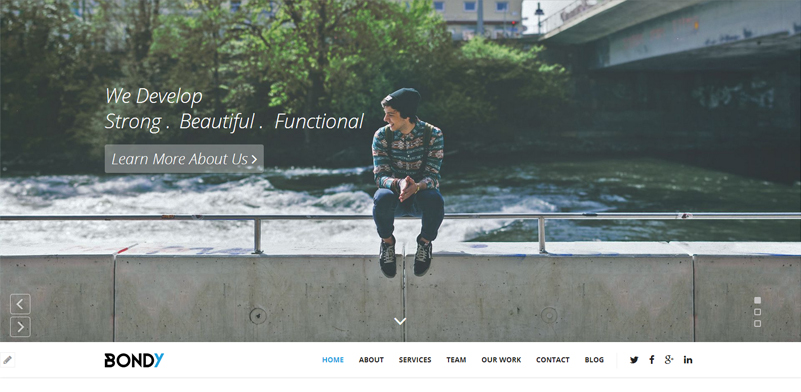 We Develop
Strong . Beautiful . Functional
Learn More About Us
BONDY
HOME ABOUT SERVICES TEAM OUR WORK CONTACT BLOG